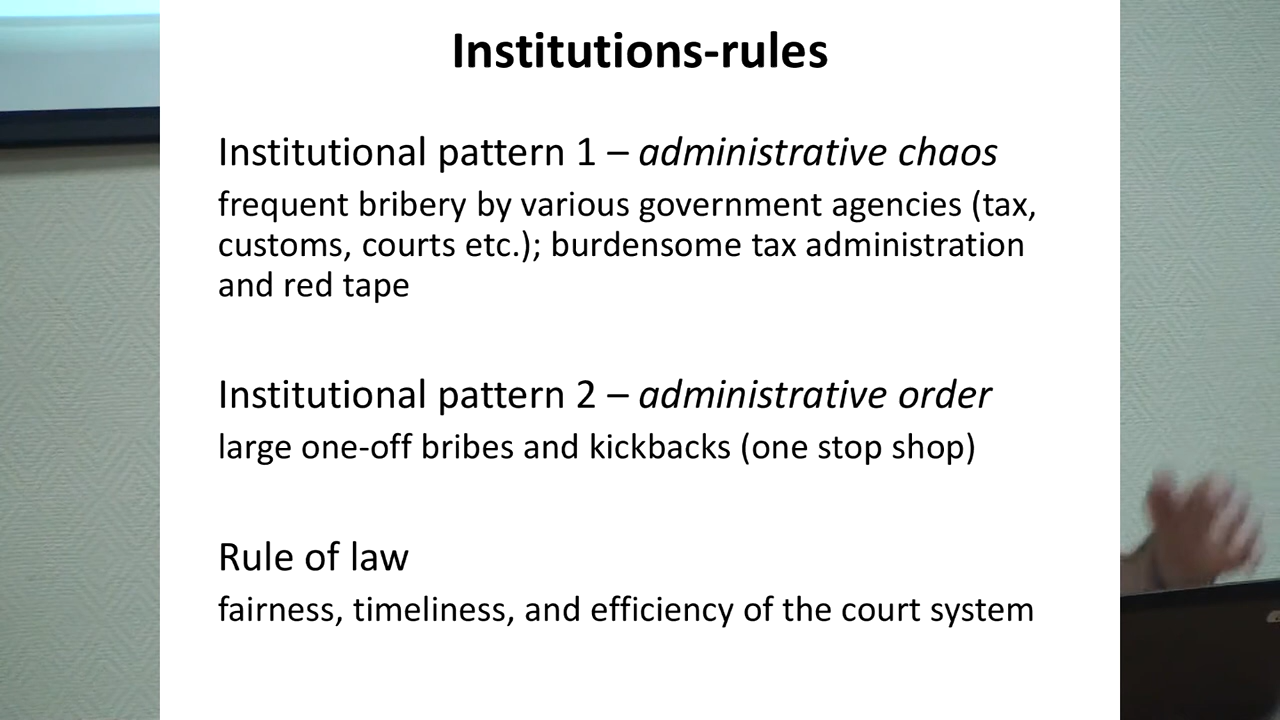 Institutions-rules
Institutional pattern 1 – administrative chaos
frequent bribery by various government agencies (tax,
customs, courts etc.); burdensome tax administration
and red tape
Institutional pattern 2 – administrative order
large one-off bribes and kickbacks (one stop shop)
Rule of law
fairness, timeliness, and efficiency of the court system